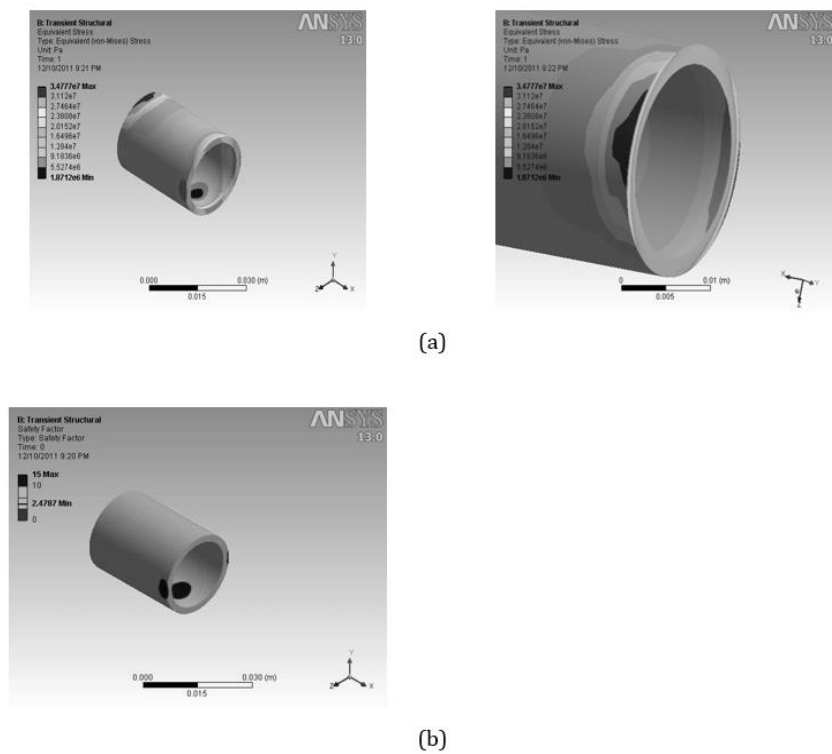 B: Transient Structural
Equivalent Stress
Type: Equivalent (von-Mises) Stress
Unit: Pa
Time: 1
12/10/2011 9:21 PM
3.4777e7 Max
3.112e7
2.7464e7
2.3808e7
2.0152e7
1.6496e7
1.284e7
9.1836e6
5.5274e6
1.8712e6 Min
ANSYS
13.0
0.000
0.030 (m)
0.015
Y
Z
X
B: Transient Structural
Equivalent Stress
Type: Equivalent (von-Mises) Stress
Unit: Pa
Time: 1
12/10/2011 9:22 PM
3.4777e7 Max
3.112e7
2.7464e7
2.3808e7
2.0152e7
1.6496e7
1.284e7
9.1836e6
5.5274e6
1.8712e6 Min
ANSYS
13.0
0
0.01 (m)
0.005
X
Y
Z
(a)
B: Transient Structural
Safety Factor
Type: Safety Factor
Time: 0
12/10/2011 9:20 PM
15 Max
10
2.4787 Min
0
ANSYS
13.0
0.000
0.030 (m)
0.015
Y
Z
X
(b)